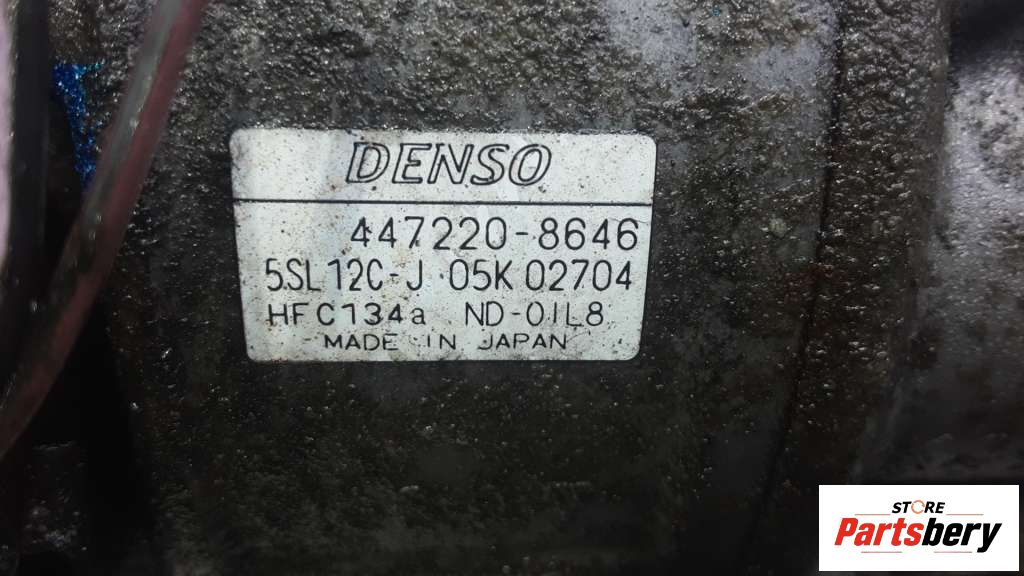 DENSO
447220-8646
5SL12C-J 05K 02704
HFC134a ND-OIL8
MADE IN JAPAN
STORE
Partsbery